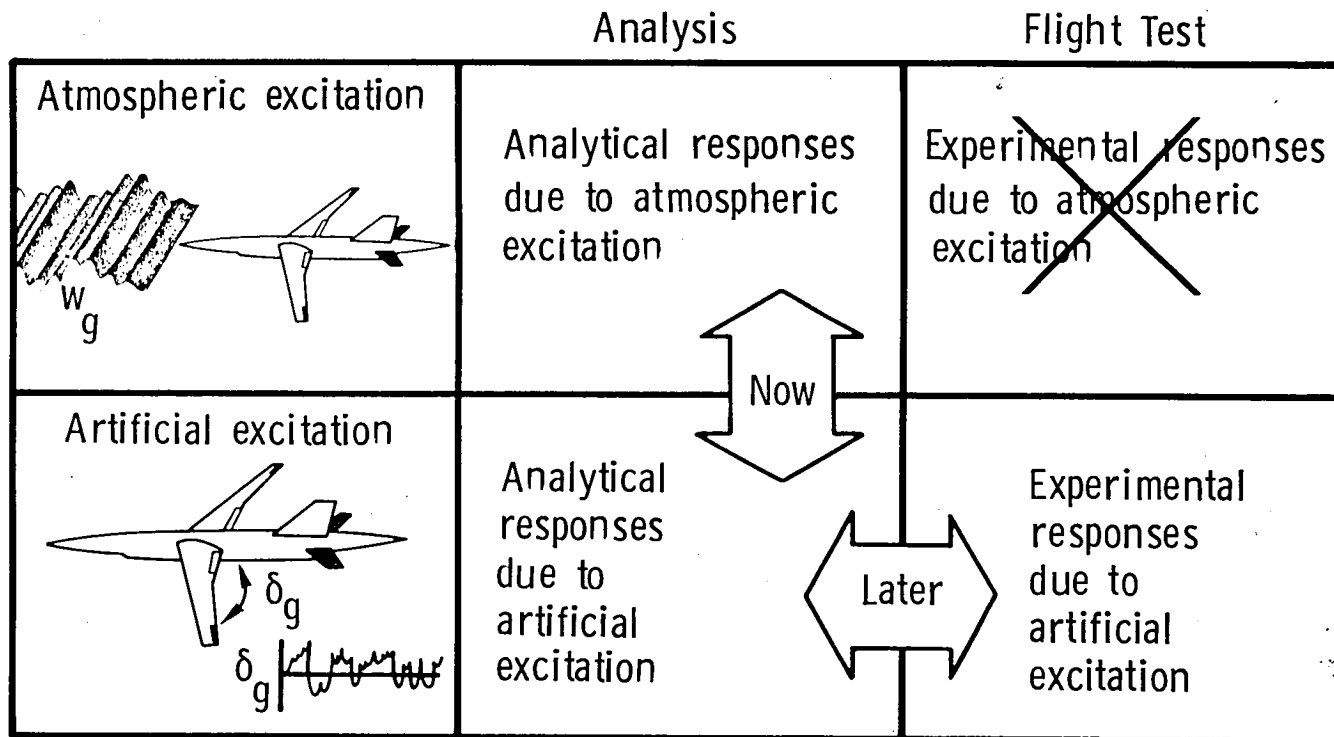 Analysis
Flight Test
Atmospheric excitation
w
g
Analytical responses
due to atmospheric
excitation
Experimental responses
due to atmospheric
excitation
Now
Artificial excitation
δ
g
δ
g
Analytical
responses
due to
artificial
excitation
Later
Experimental
responses
due to
artificial
excitation